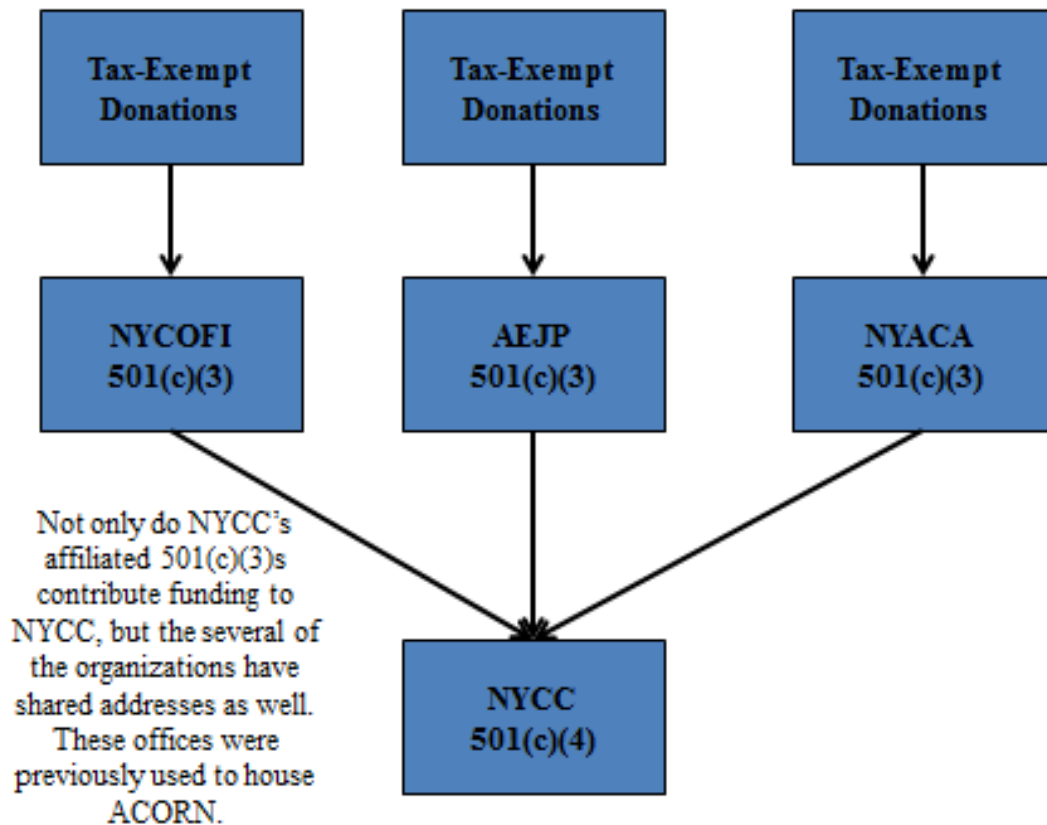 Tax-Exempt
Donations
Tax-Exempt
Donations
Tax-Exempt
Donations
NYCOFI
501(c)(3)
AEJP
501(c)(3)
NYACA
501(c)(3)
Not only do NYCC’s
affiliated 501(c)(3)s
contribute funding to
NYCC, but the several of
the organizations have
shared addresses as well.
These offices were
previously used to house
ACORN.
NYCC
501(c)(4)